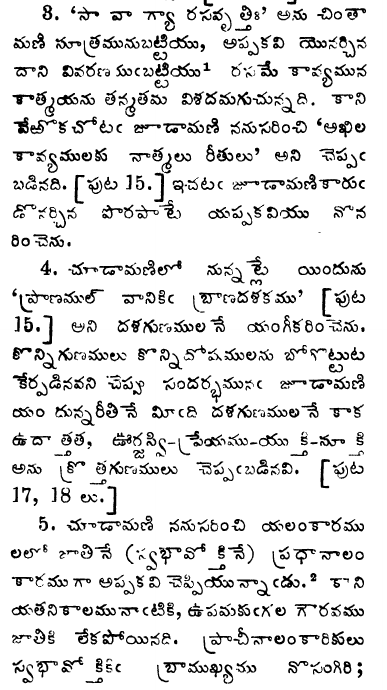 3. ‘సా వా గ్యా రసవృత్తిః’ అను చింతా
మణి సూత్రమునుబట్టియు, అప్పకవి యొనర్చిన
దాని వివరణముఁబట్టియు¹ రసమే కావ్యమున
కాత్మయను తన్మతము విశదమగుచున్నది. కాని
వేఱొకచోటఁ జూడామణి ననుసరించి ‘అఖిల
కావ్యములకు నాత్మలు రీతులు’ అని చెప్పఁ
బడినది. [పుట 15.] ఇచటఁ జూడామణికారుఁ
డొనర్చిన పొరపాటే యప్పకవియు నొన
రించెను.
4. చూడామణిలో నున్నట్లే యిందును
‘ప్రాణముల్ వానికిఁ బ్రాణదశకము’ [పుట
15.] అని దశగుణములనే యంగీకరించెను.
కొన్నిగుణములు కొన్నిదోషములను బోగొట్టుట
కేర్పడినవని చెప్పు సందర్భమునఁ జూడామణి
యం దున్నరీతినే మీఁది దశగుణములనే కాక
ఉదాత్తత, ఊర్జస్వి-ప్రేయము-యుక్తి-సూక్తి
అను క్రొత్తగుణములు చెప్పఁబడినవి. [పుట
17, 18 లు.]
5. చూడామణి ననుసరించి యలంకారము
లలో జాతినే (స్వభావోక్తినే) ప్రధానాలం
కారముగా అప్పకవి చెప్పియున్నాఁడు.² కాని
యతనికాలమునాఁటికి, ఉపమకుఁగల గౌరవము
జాతికి లేకపోయినది. ప్రాచీనాలంకారికులు
స్వభావోక్తికిఁ బ్రాముఖ్యము నొసంగిరి;